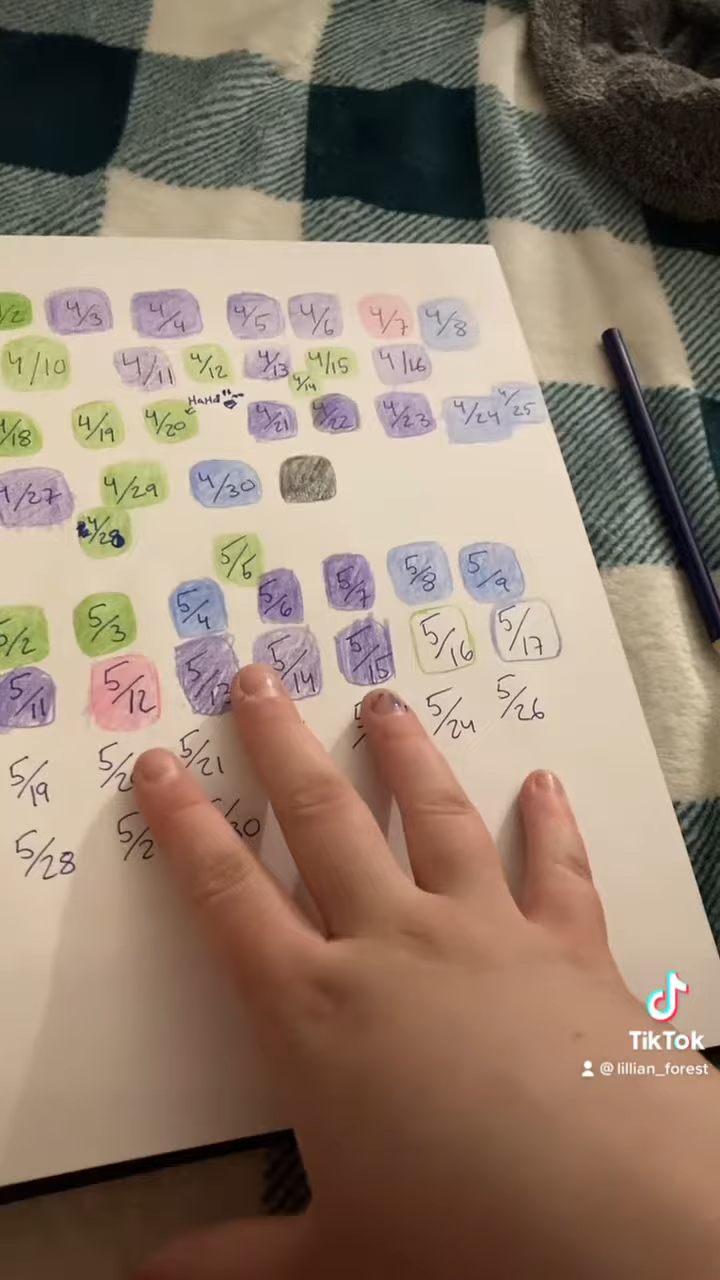 4/3 4/4 4/5 4/6 4/7 4/8
4/10 4/11 4/12 4/13 4/14 4/15 4/16
4/18 4/19 4/20 HaHa 4/21 4/22 4/23 4/24 4/25
4/27 4/29 4/30
4/28
5/2 5/3 5/4 5/5 5/6 5/7 5/8 5/9
5/11 5/12 5/13 5/14 5/15 5/16 5/17
5/19 5/21 5/24 5/26
5/28
TikTok
@lillian_forest